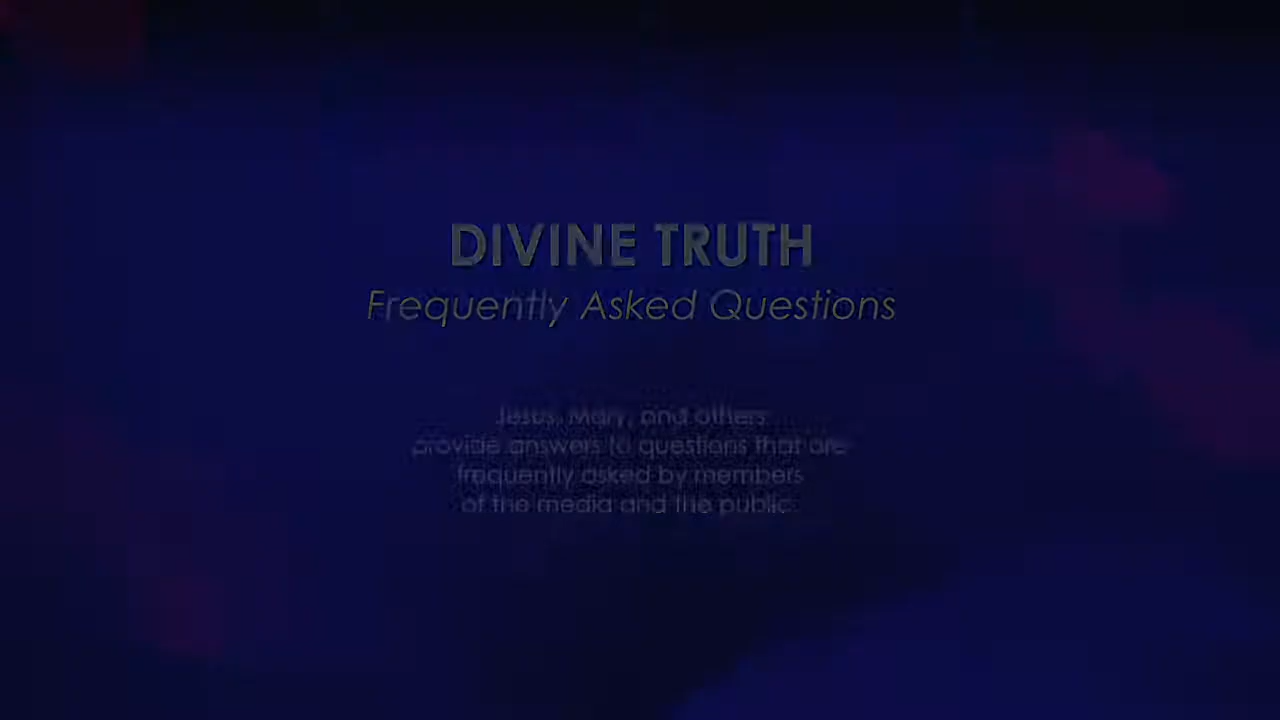 DIVINE TRUTH
Frequently Asked Questions
Jesus, Mary, and others
provide answers to questions that are
frequently asked by members
of the media and the public